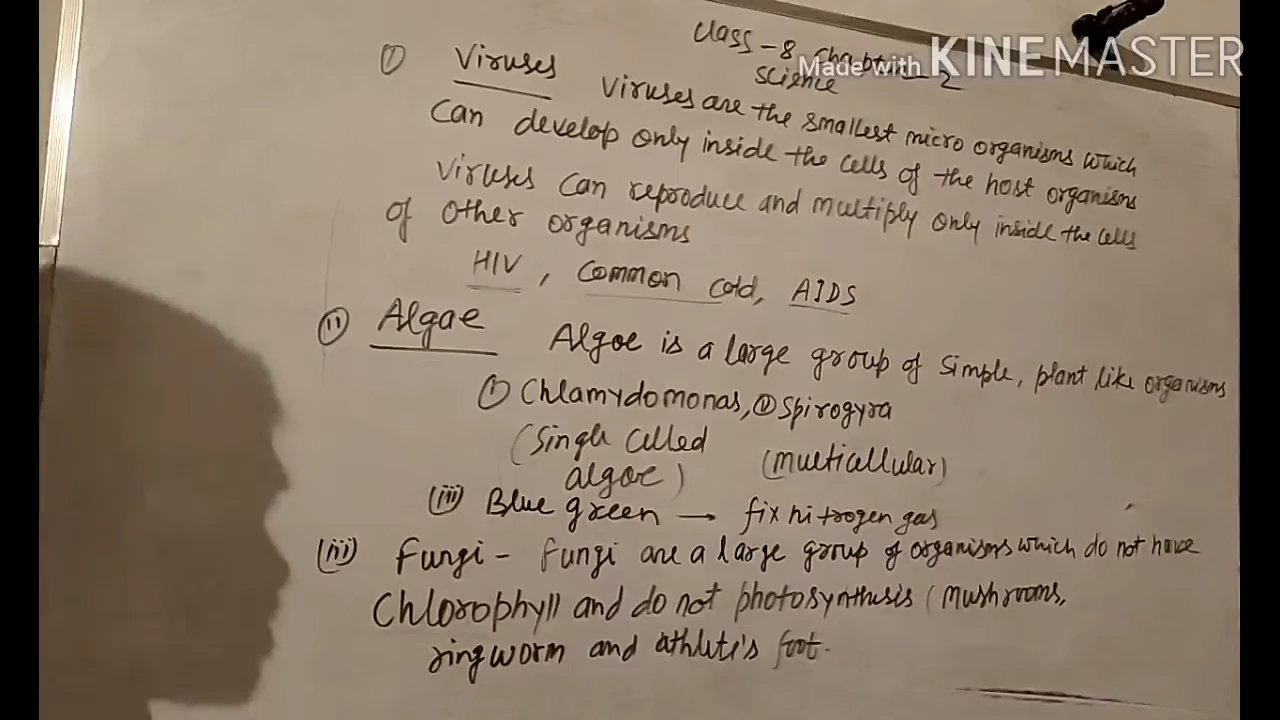 Class - 8 Chapter - 2
Science
Made with KINEMASTER
(i) Viruses Viruses are the smallest micro organisms which
can develop only inside the cells of the host organisms
Viruses can reproduce and multiply only inside the cells
of other organisms
HIV, Common cold, AIDS
(ii) Algae Algae is a large group of simple, plant like organisms
(i) Chlamydomonas, (ii) Spirogyra
(Single celled (multicellular)
algae)
(iii) Blue green → fix nitrogen gas
(iii) Fungi - Fungi are a large group of organisms which do not have
Chlorophyll and do not photosynthesis (mushrooms,
ringworm and athlete's foot.